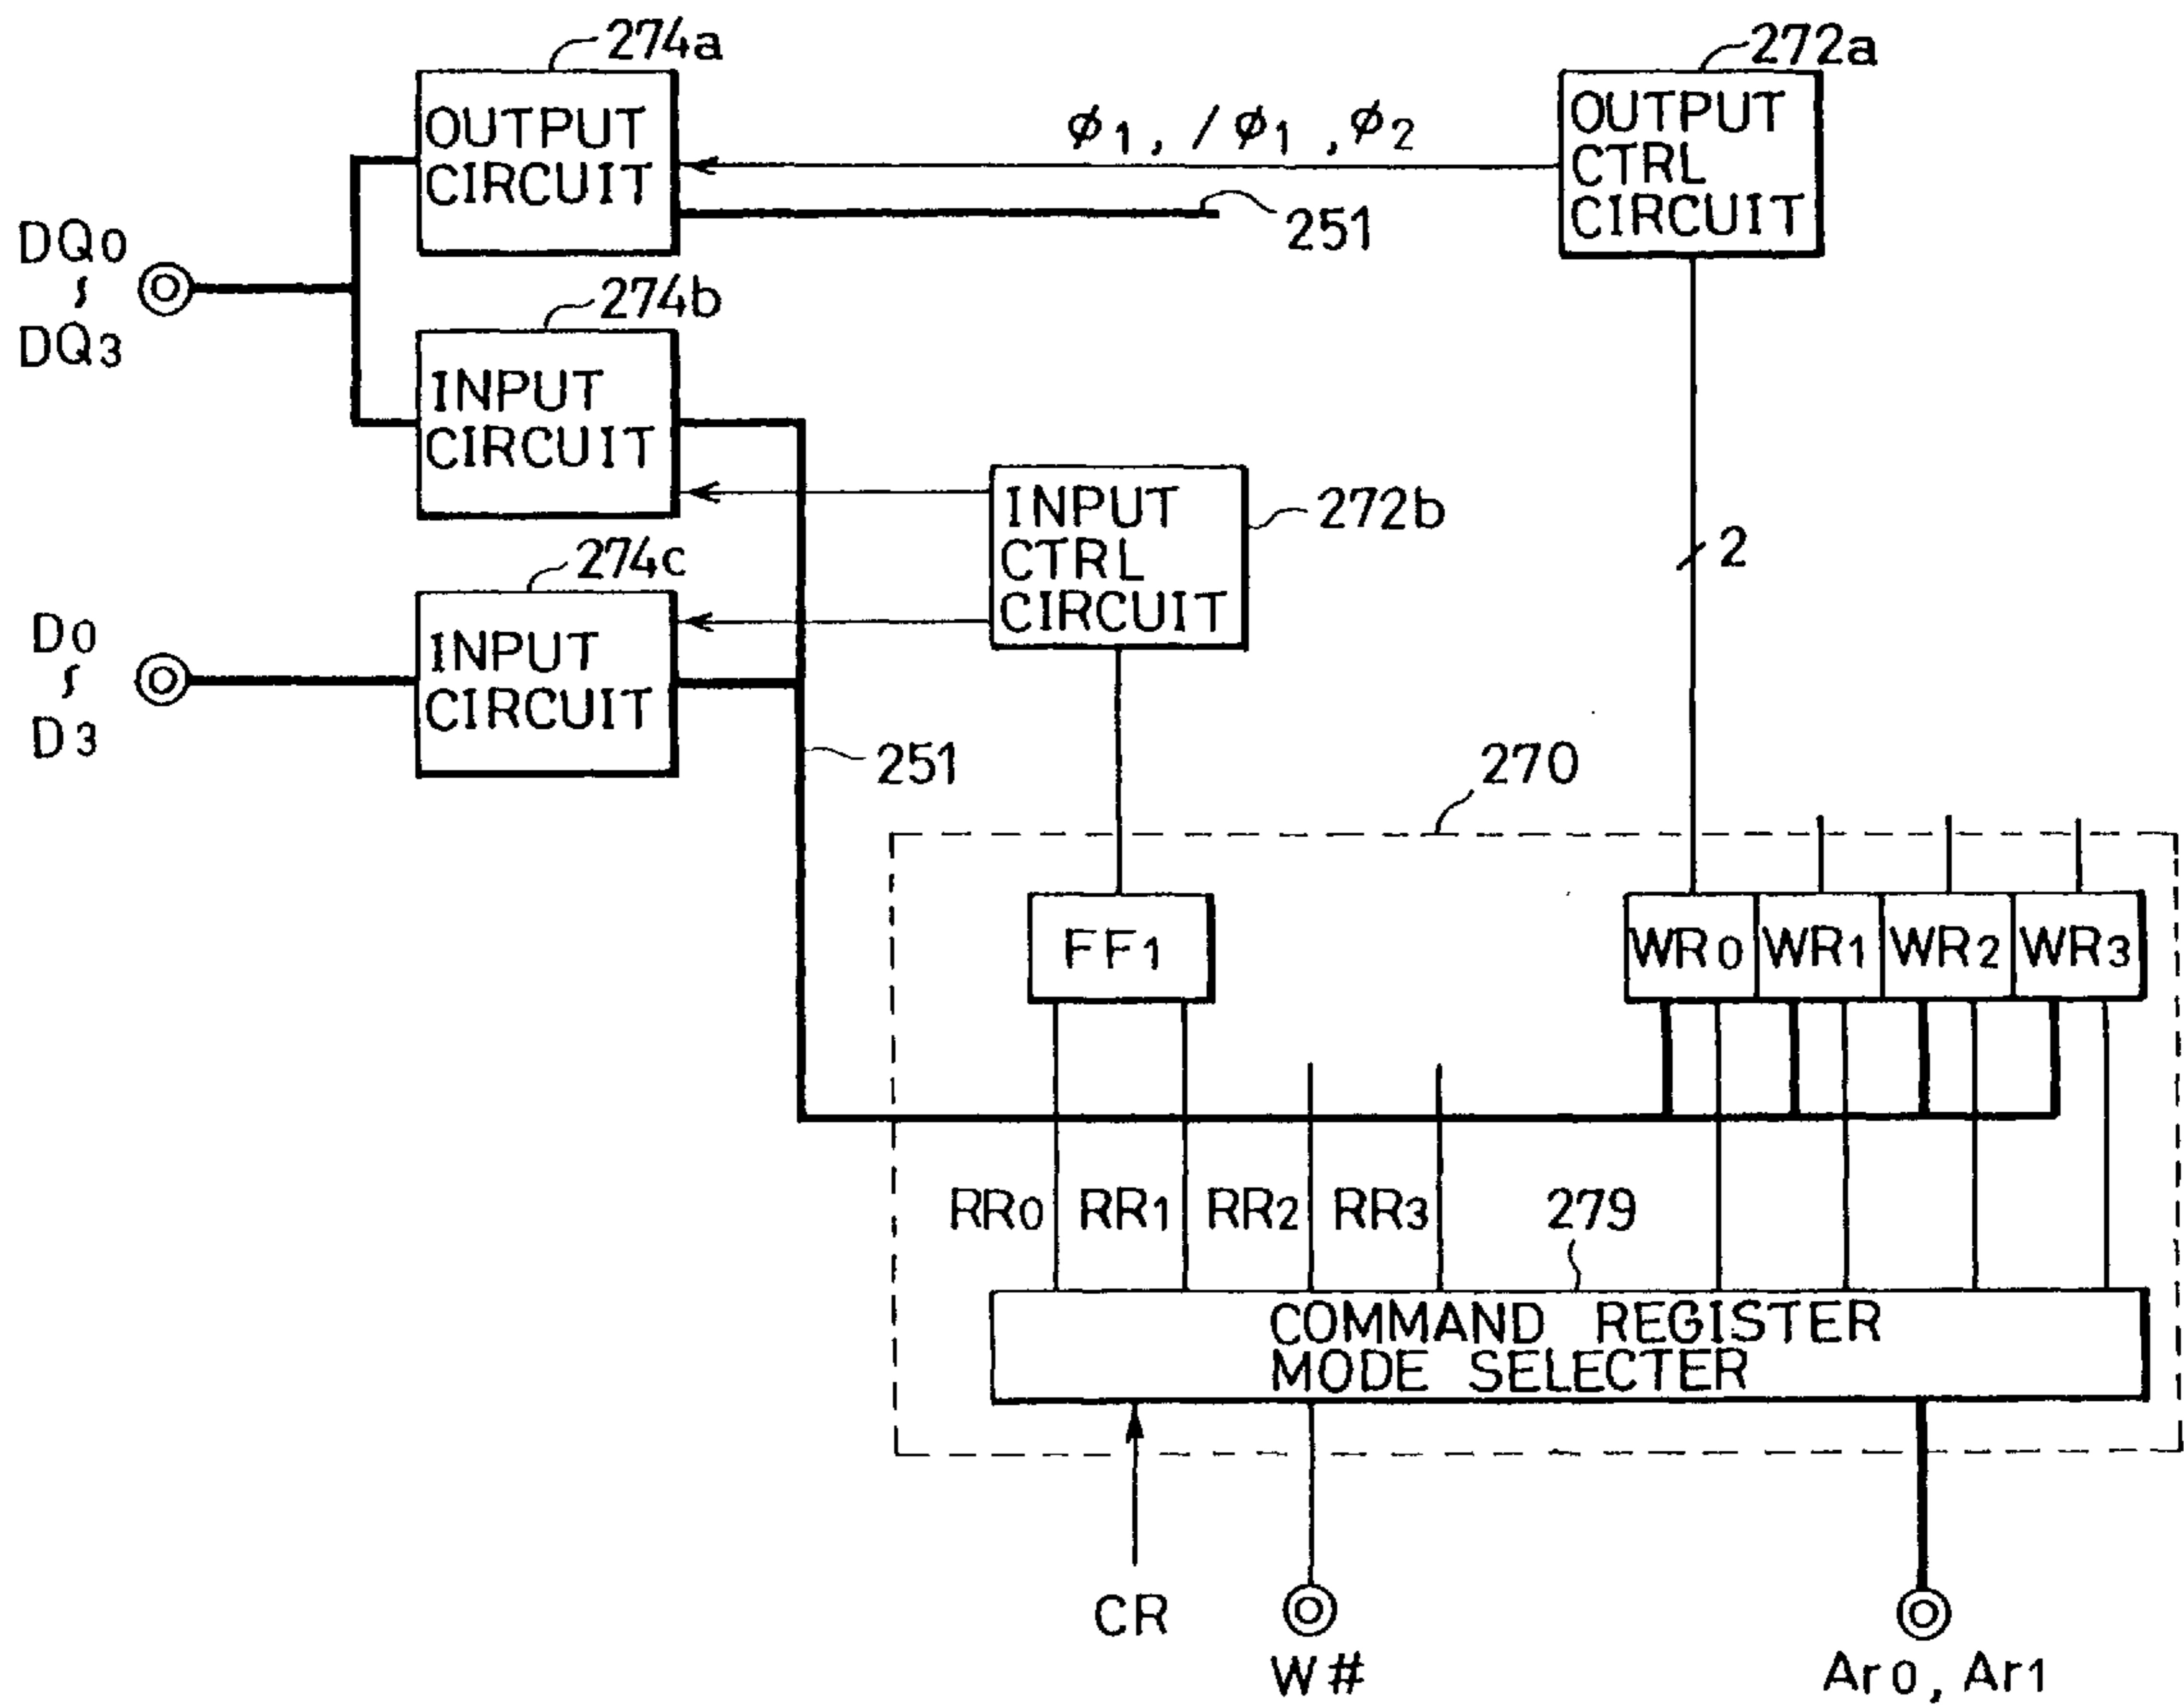 274a
272a
OUTPUT
CIRCUIT
ϕ1, /ϕ1, ϕ2
OUTPUT
CTRL
CIRCUIT
251
DQ0
∫
DQ3
274b
INPUT
CIRCUIT
INPUT
CTRL
CIRCUIT
272b
2
274c
D0
∫
D3
INPUT
CIRCUIT
251
270
FF1
WR0 WR1 WR2 WR3
RR0 RR1 RR2 RR3
279
COMMAND REGISTER
MODE SELECTER
CR
W#
Ar0, Ar1